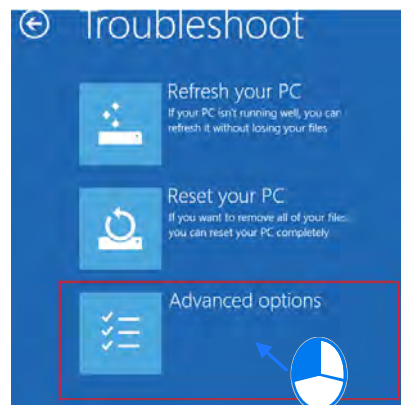 Troubleshoot
Refresh your PC
If your PC isn't running well, you can
refresh it without losing your files
Reset your PC
If you want to remove all of your files
you can reset your PC completely
Advanced options